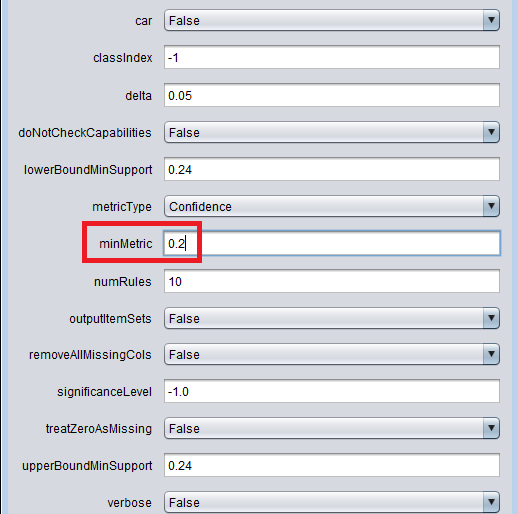 car False
classIndex -1
delta 0.05
doNotCheckCapabilities False
lowerBoundMinSupport 0.24
metricType Confidence
minMetric 0.2
numRules 10
outputItemSets False
removeAllMissingCols False
significanceLevel -1.0
treatZeroAsMissing False
upperBoundMinSupport 0.24
verbose False